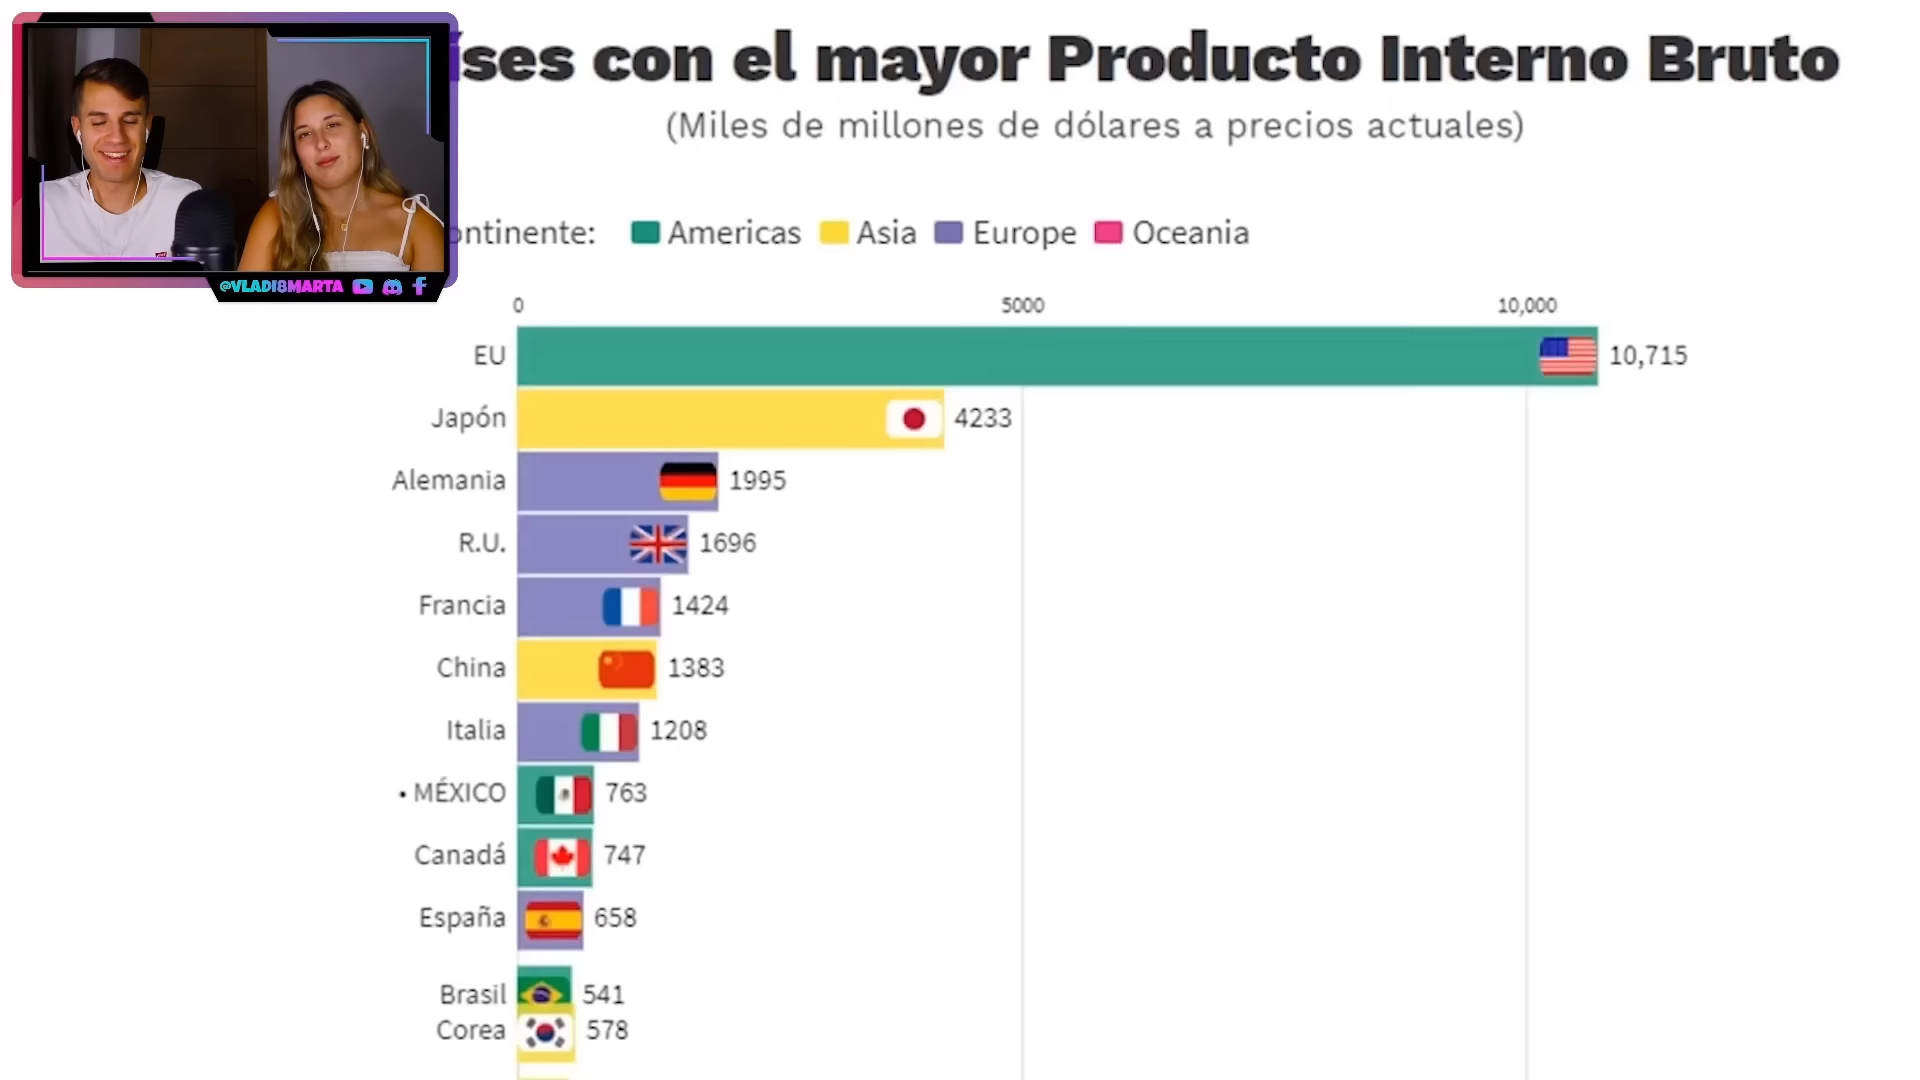 íses con el mayor Producto Interno Bruto
(Miles de millones de dólares a precios actuales)
ontinente: Americas Asia Europe Oceania
@VLADI8MARTA
0 5000 10,000
EU 10,715
Japón 4233
Alemania 1995
R.U. 1696
Francia 1424
China 1383
Italia 1208
• MÉXICO 763
Canadá 747
España 658
Brasil 541
Corea 578